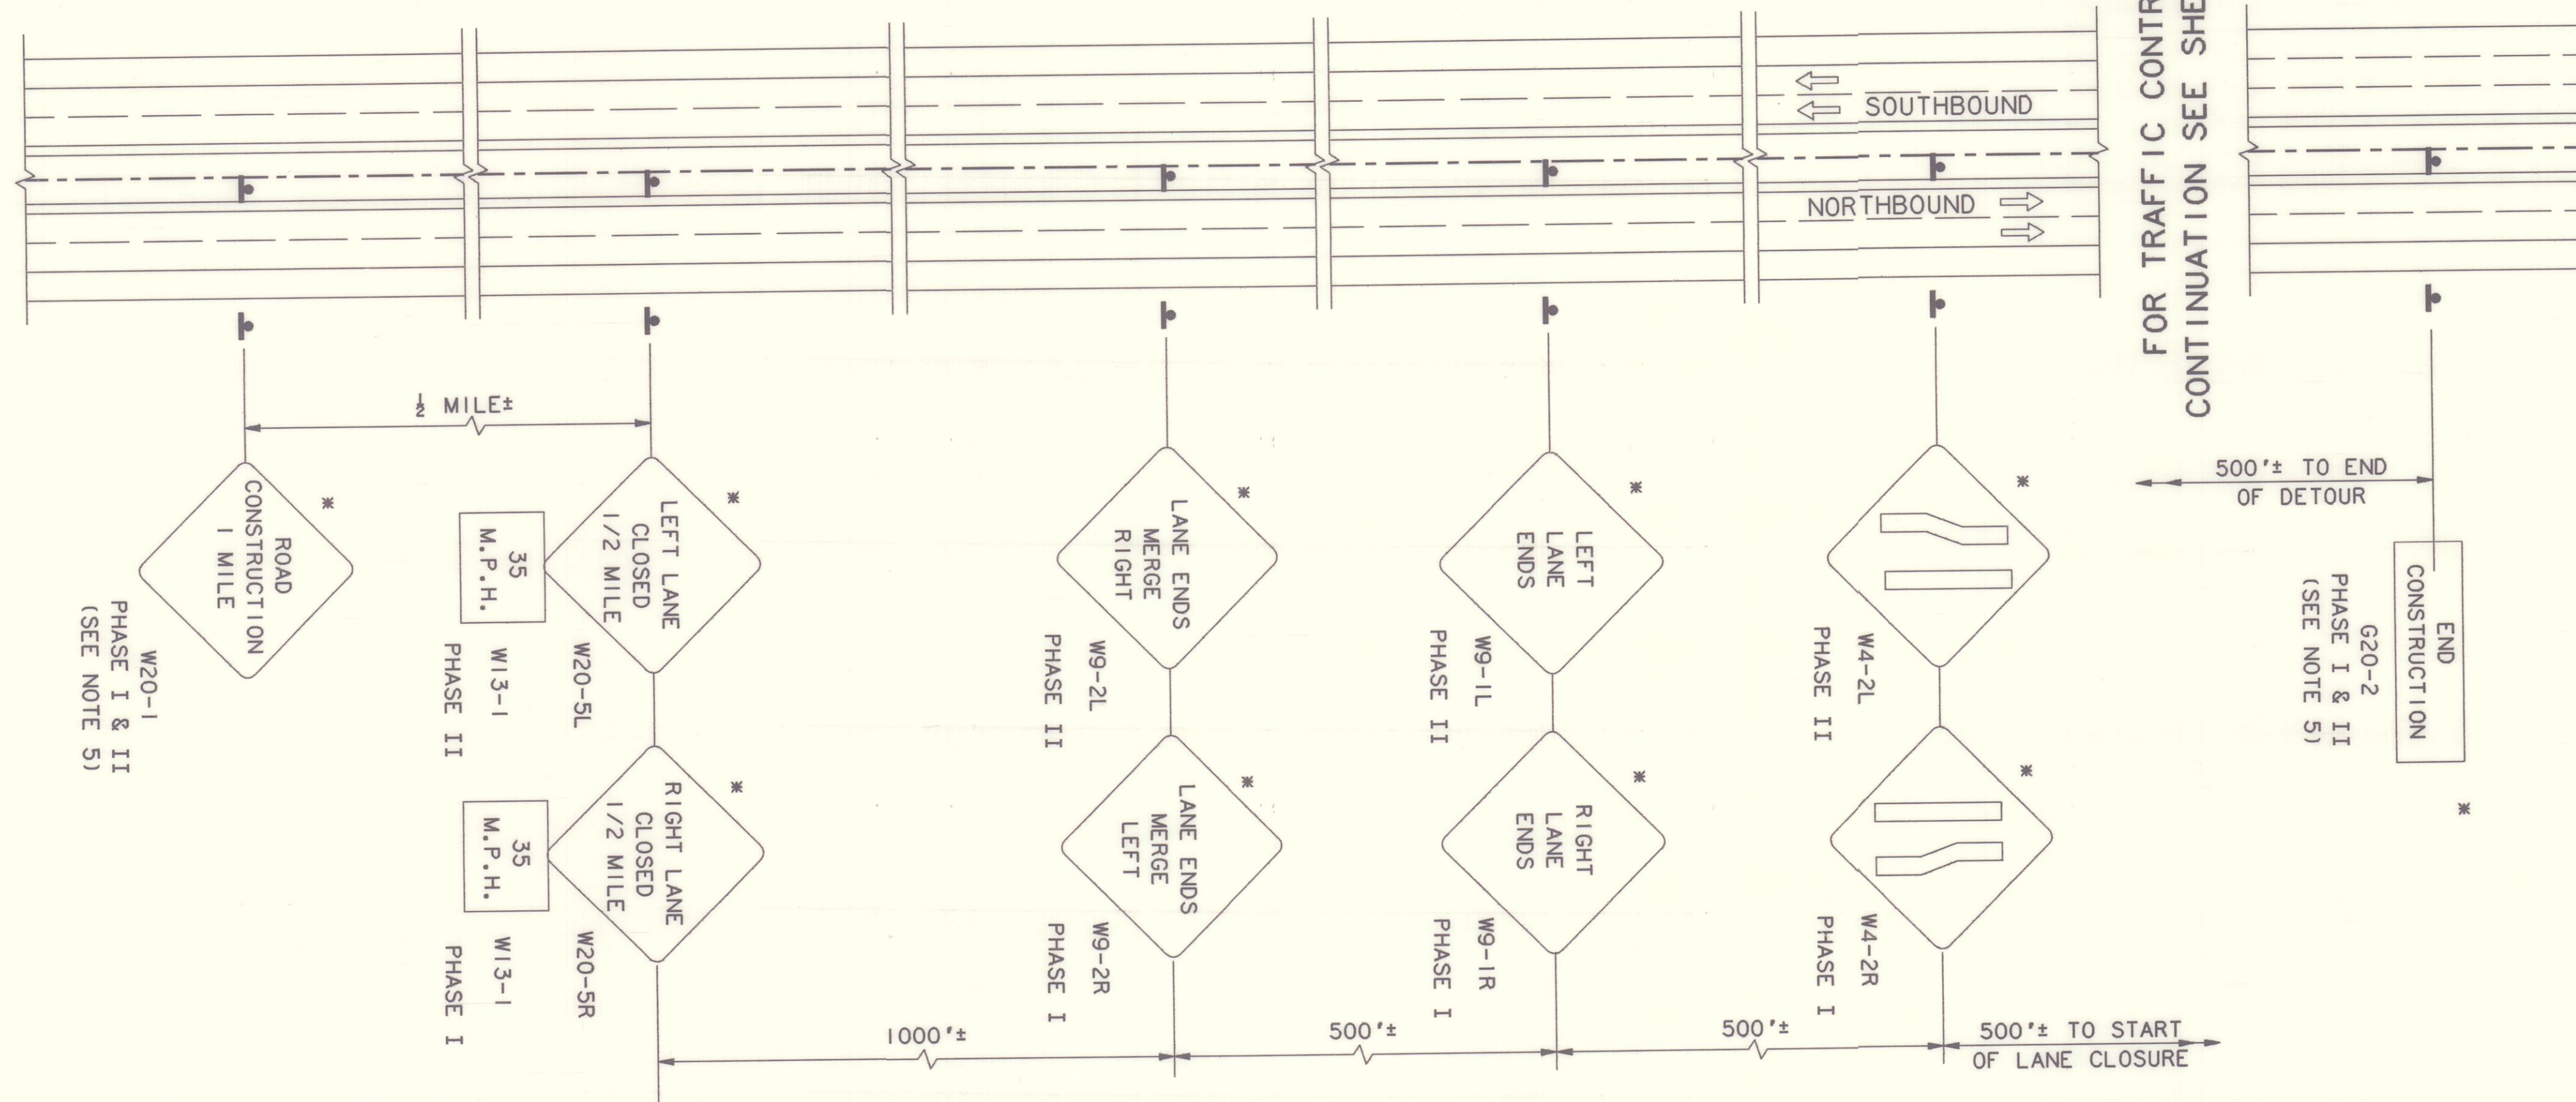 SOUTHBOUND
NORTHBOUND
FOR TRAFFIC
CONTINUATION SEE
½ MILE±
500'± TO END
OF DETOUR
*
ROAD
CONSTRUCTION
1 MILE
W20-1
PHASE I & II
(SEE NOTE 5)
*
LEFT LANE
CLOSED
1/2 MILE
35
M.P.H.
W20-5L
W13-1
PHASE II
*
LANE ENDS
MERGE
RIGHT
W9-2L
PHASE II
*
LEFT
LANE
ENDS
W9-1L
PHASE II
*
W4-2L
PHASE II
END
CONSTRUCTION
*
G20-2
PHASE I & II
(SEE NOTE 5)
*
RIGHT LANE
CLOSED
1/2 MILE
35
M.P.H.
W20-5R
W13-1
PHASE I
*
LANE ENDS
MERGE
LEFT
W9-2R
PHASE I
*
RIGHT
LANE
ENDS
W9-1R
PHASE I
*
W4-2R
PHASE I
1000'±
500'±
500'±
500'± TO START
OF LANE CLOSURE